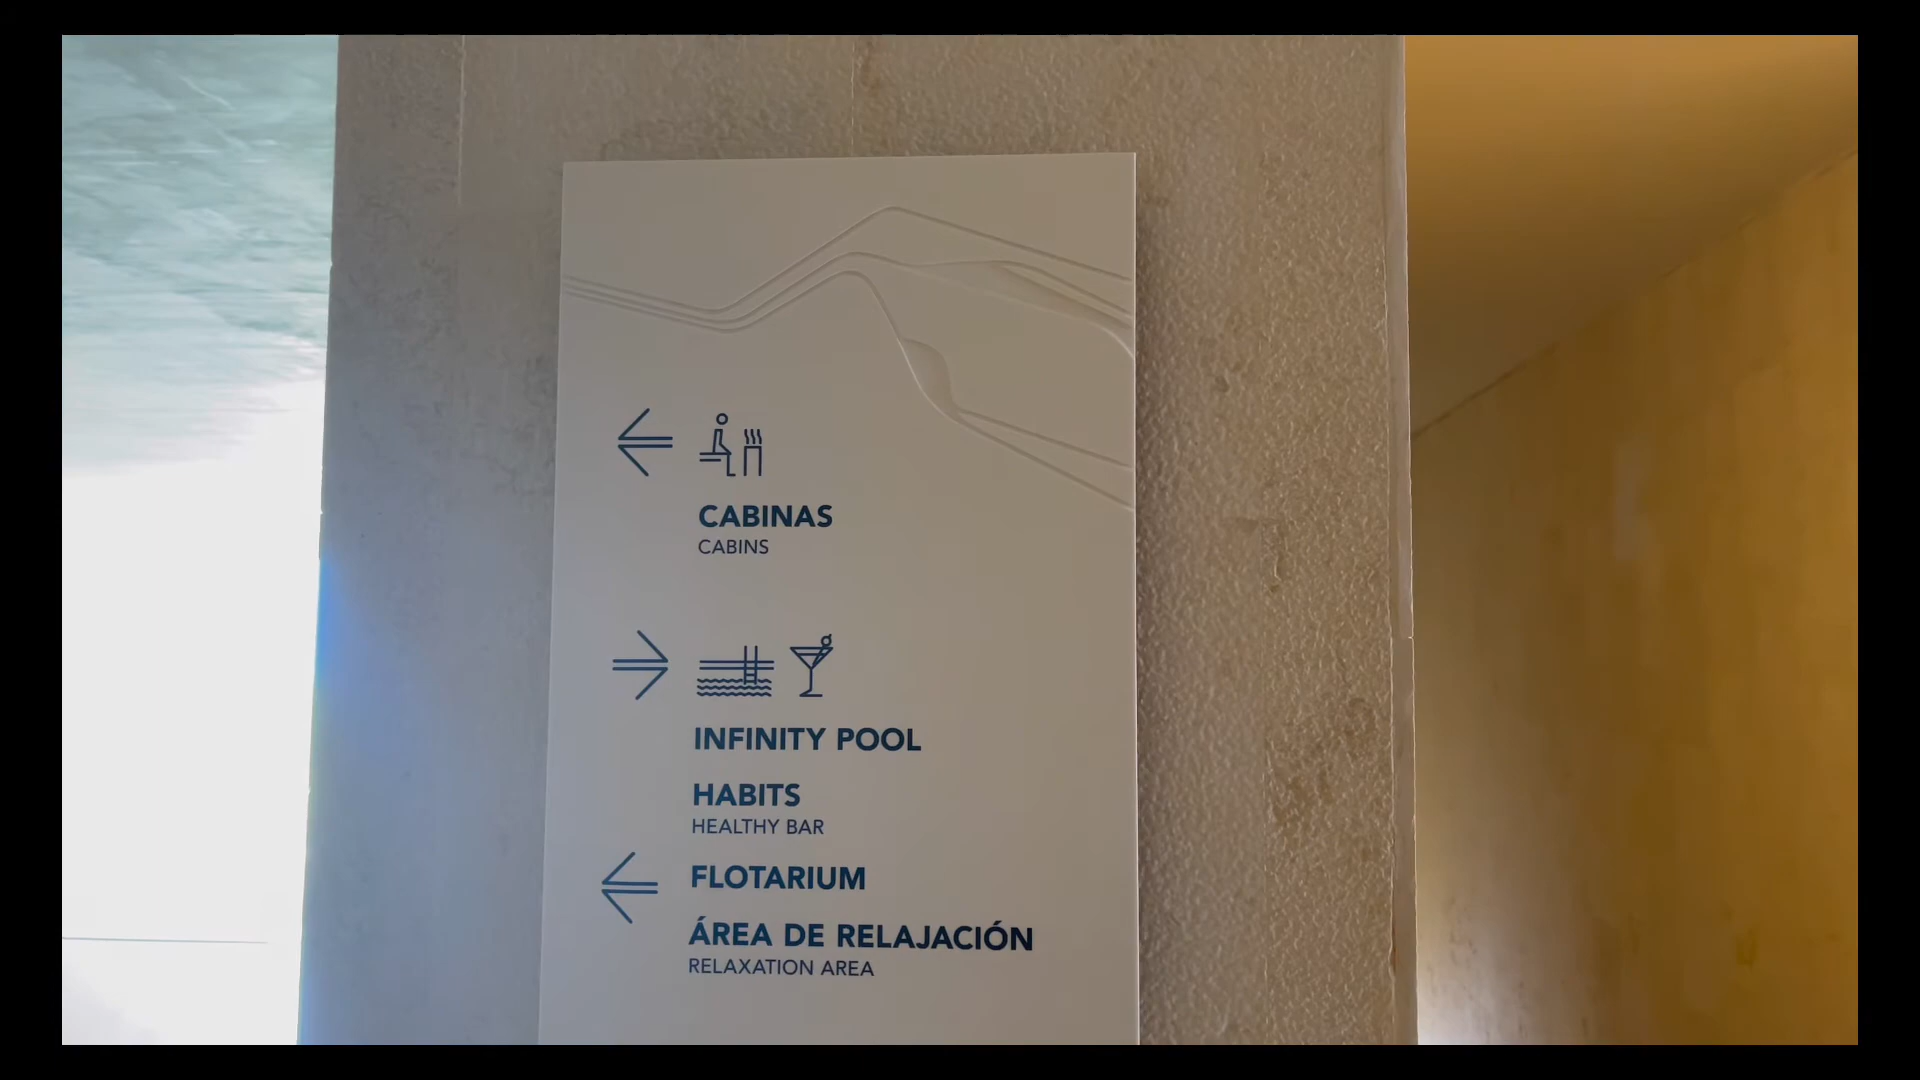 CABINAS
CABINS
INFINITY POOL
HABITS
HEALTHY BAR
FLOTARIUM
ÁREA DE RELAJACIÓN
RELAXATION AREA